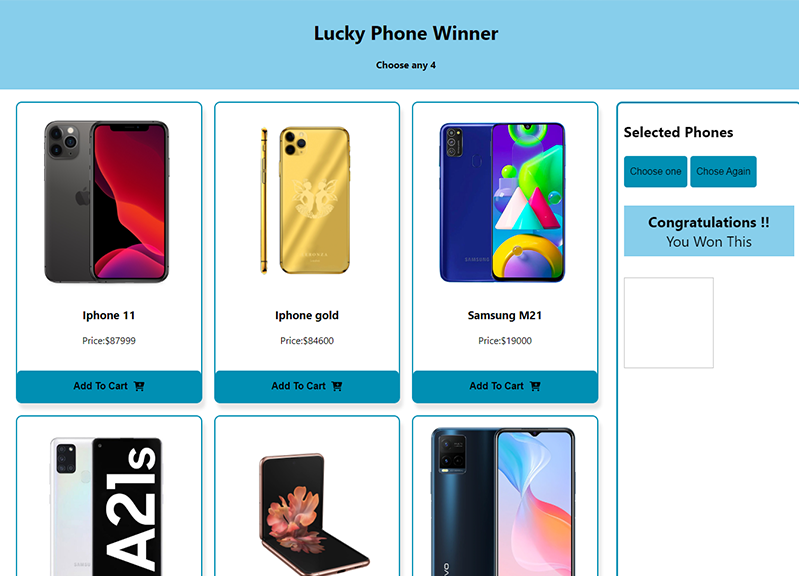 Lucky Phone Winner
Choose any 4
Iphone 11
Price:$87999
Add To Cart
Iphone gold
Price:$84600
Add To Cart
SAMSUNG
Samsung M21
Price:$19000
Add To Cart
Selected Phones
Choose one
Chose Again
Congratulations !!
You Won This
A21s
vivo